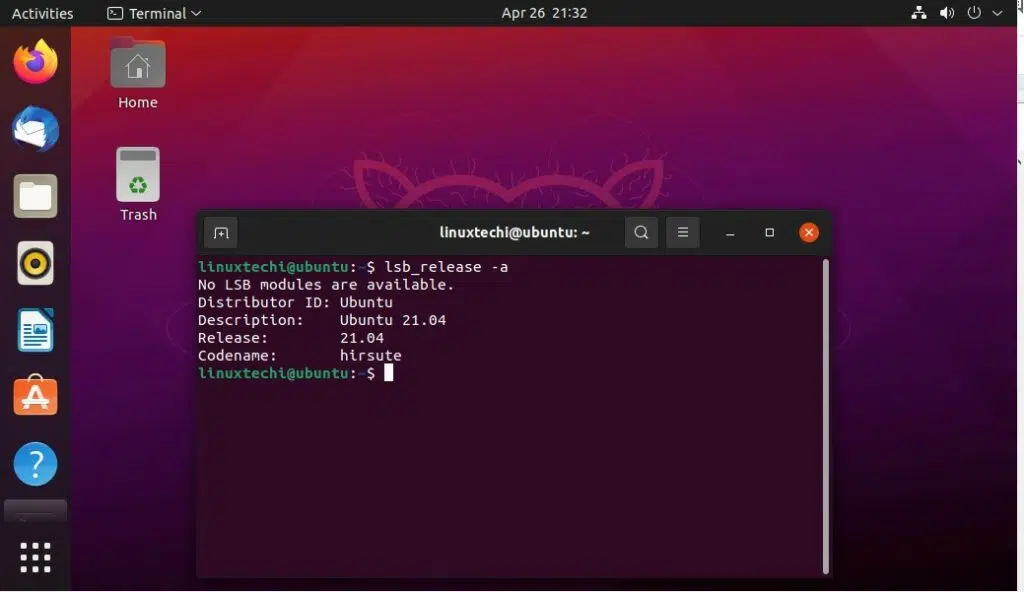 Activities Terminal Apr 26 21:32
Home
Trash
linuxtechi@ubuntu: ~
linuxtechi@ubuntu:~$ lsb_release -a
No LSB modules are available.
Distributor ID: Ubuntu
Description:    Ubuntu 21.04
Release:        21.04
Codename:       hirsute
linuxtechi@ubuntu:~$